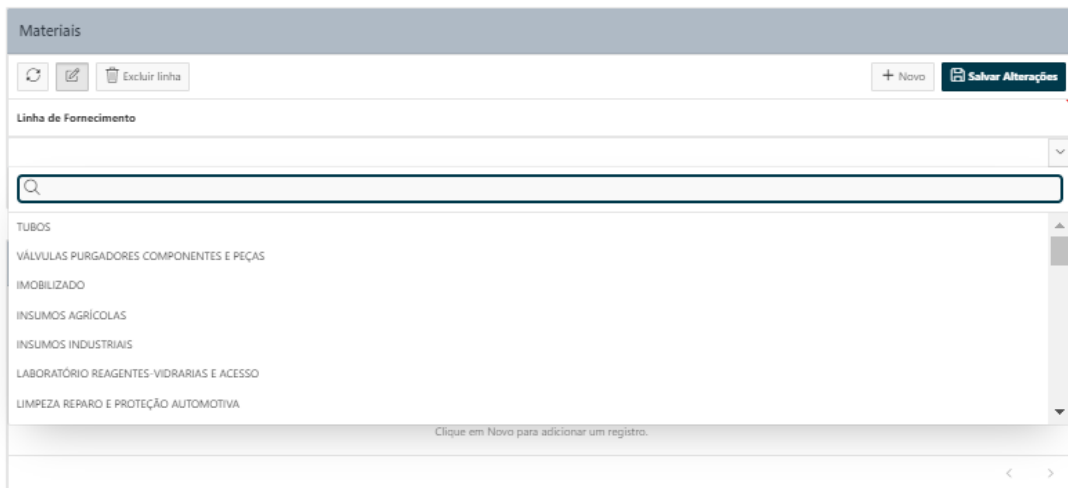 Materiais
Excluir linha
Novo
Salvar Alterações
Linha de Fornecimento
TUBOS
VÁLVULAS PURGADORES COMPONENTES E PEÇAS
IMOBILIZADO
INSUMOS AGRÍCOLAS
INSUMOS INDUSTRIAIS
LABORATÓRIO REAGENTES-VIDRARIAS E ACESSO
LIMPEZA REPARO E PROTEÇÃO AUTOMOTIVA
Clique em Novo para adicionar um registro.